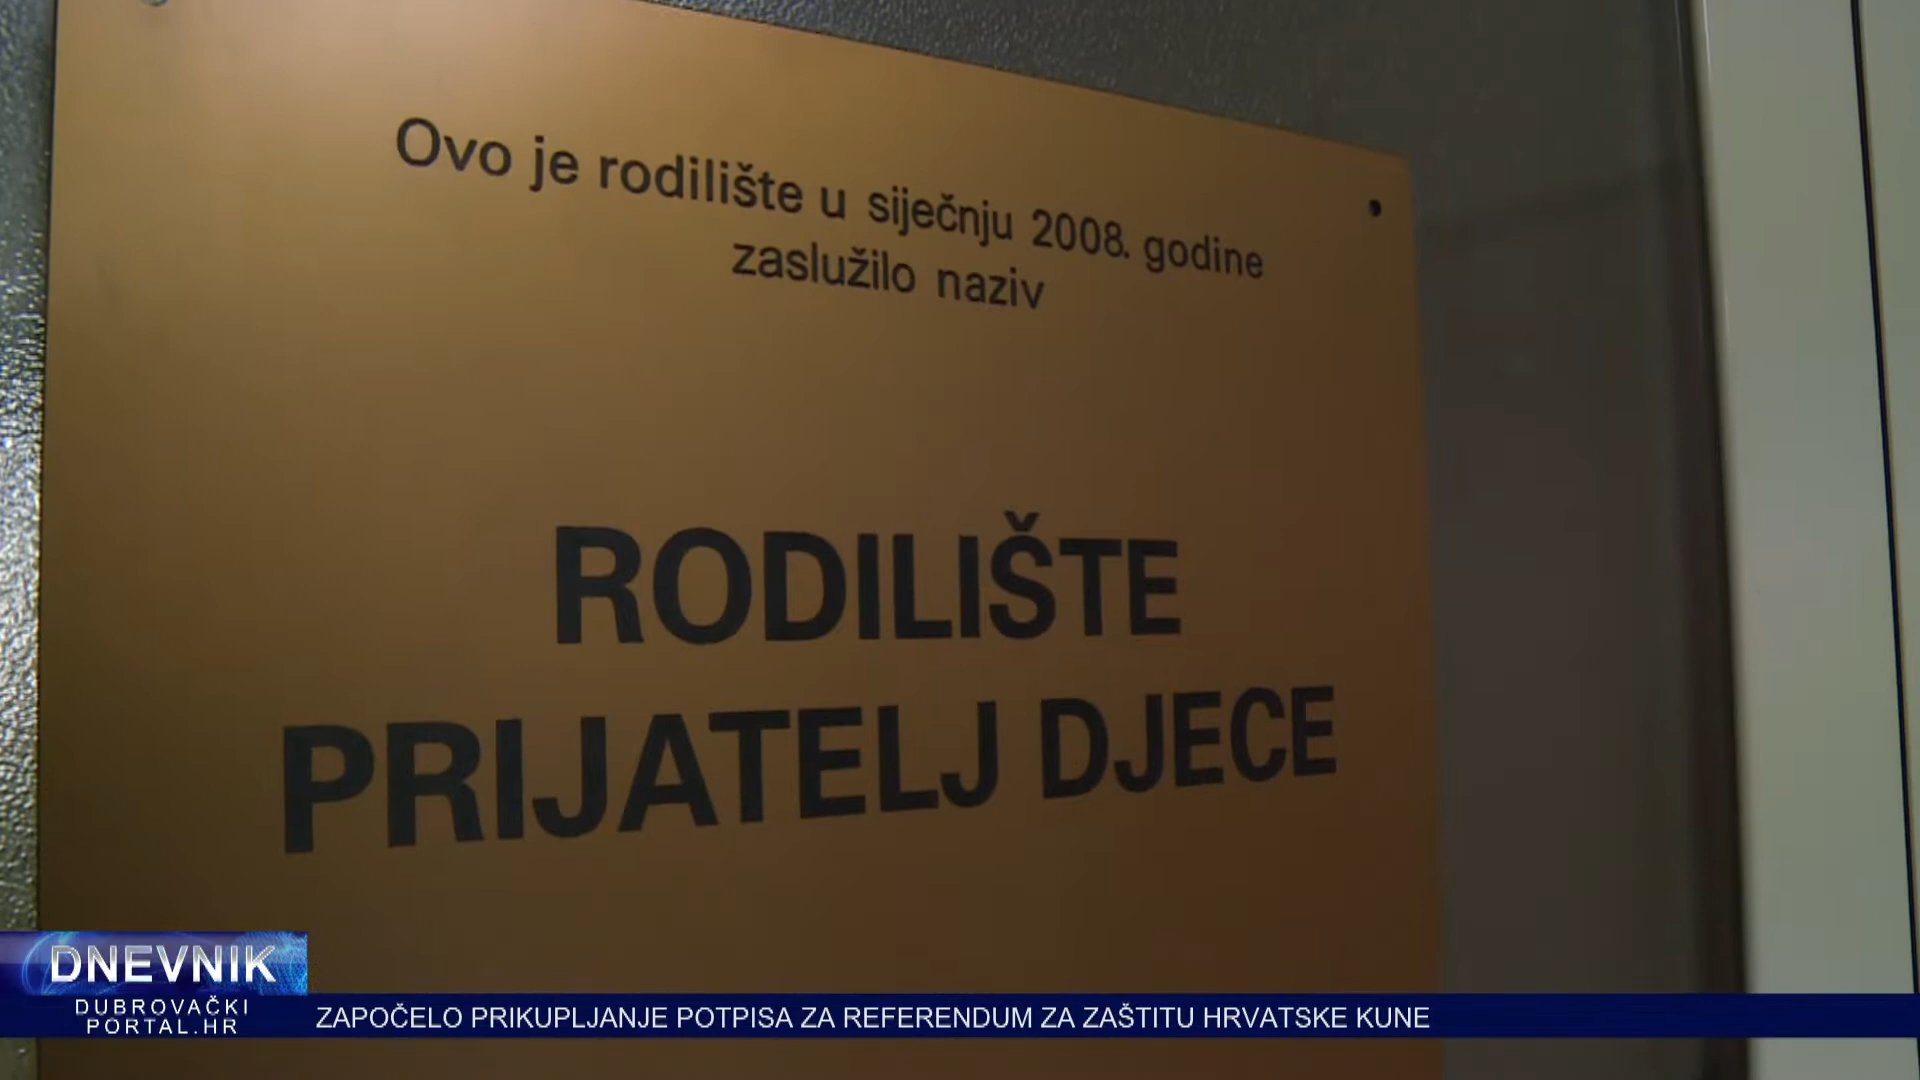 Ovo je rodilište u siječnju 2008. godine
zaslužilo naziv
RODILIŠTE
PRIJATELJ DJECE
DNEVNIK
DUBROVAČKI
PORTAL.HR
ZAPOČELO PRIKUPLJANJE POTPISA ZA REFERENDUM ZA ZAŠTITU HRVATSKE KUNE